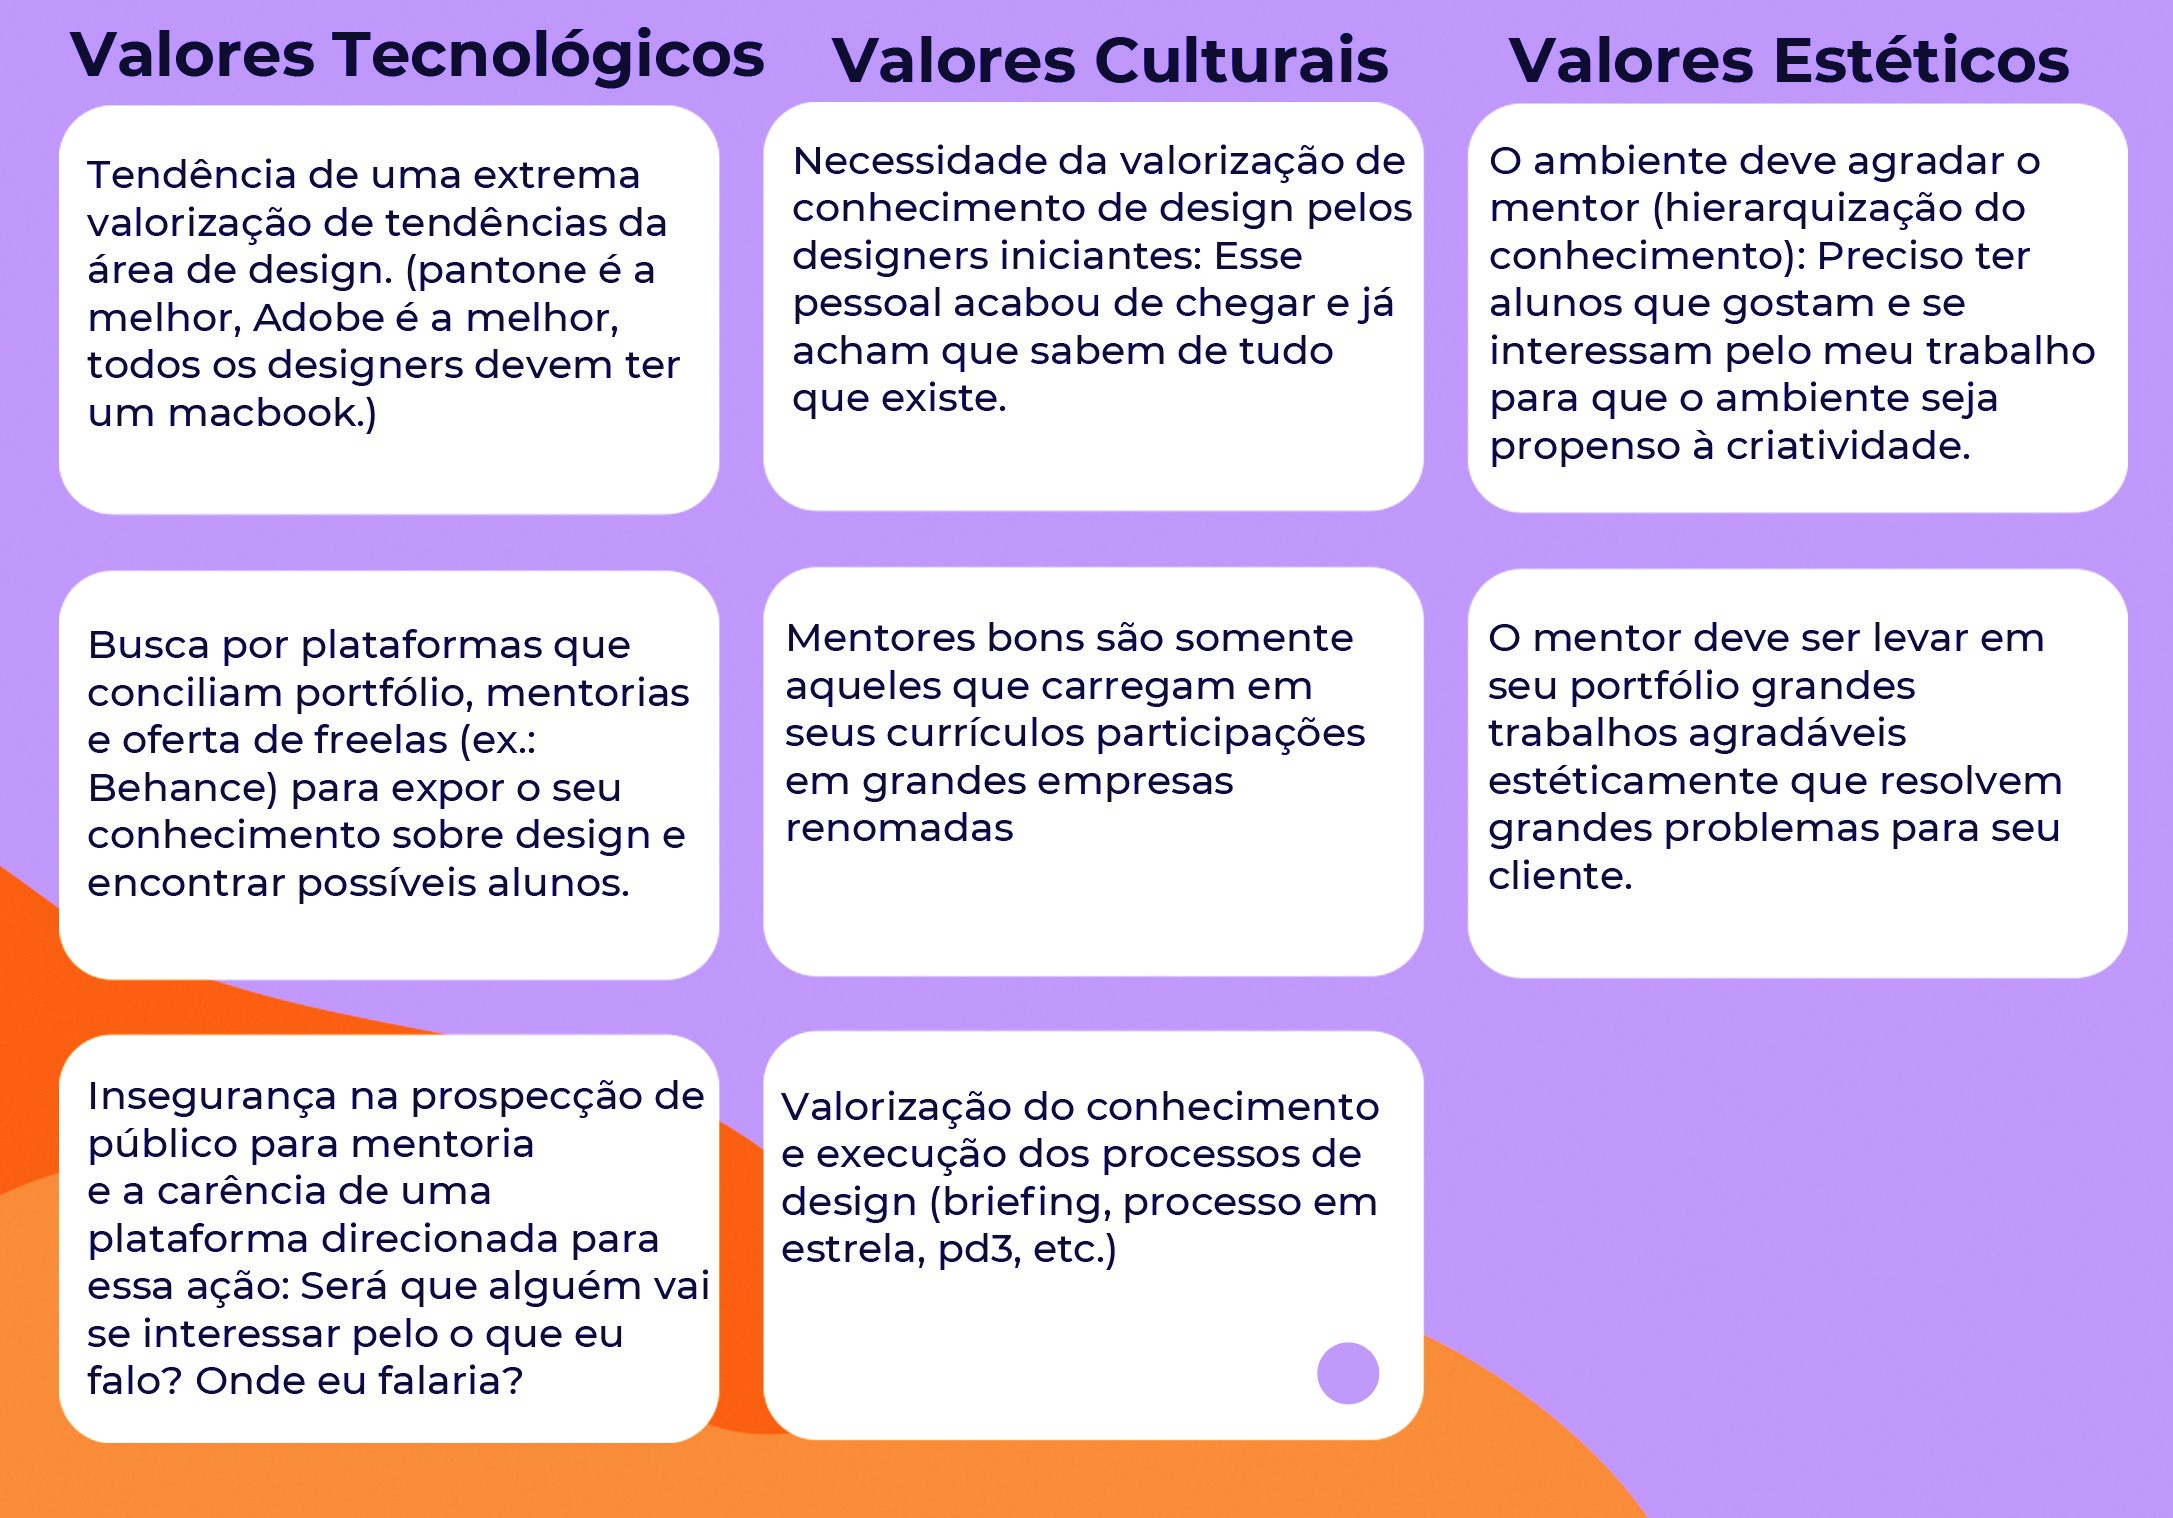 Valores Tecnológicos
Tendência de uma extrema
valorização de tendências da
área de design. (pantone é a
melhor, Adobe é a melhor,
todos os designers devem ter
um macbook.)
Busca por plataformas que
conciliam portfólio, mentorias
e oferta de freelas (ex.:
Behance) para expor o seu
conhecimento sobre design e
encontrar possíveis alunos.
Insegurança na prospecção de
público para mentoria
e a carência de uma
plataforma direcionada para
essa ação: Será que alguém vai
se interessar pelo o que eu
falo? Onde eu falaria?
Valores Culturais
Necessidade da valorização de
conhecimento de design pelos
designers iniciantes: Esse
pessoal acabou de chegar e já
acham que sabem de tudo
que existe.
Mentores bons são somente
aqueles que carregam em
seus currículos participações
em grandes empresas
renomadas
Valorização do conhecimento
e execução dos processos de
design (briefing, processo em
estrela, pd3, etc.)
Valores Estéticos
O ambiente deve agradar o
mentor (hierarquização do
conhecimento): Preciso ter
alunos que gostam e se
interessam pelo meu trabalho
para que o ambiente seja
propenso à criatividade.
O mentor deve ser levar em
seu portfólio grandes
trabalhos agradáveis
estéticamente que resolvem
grandes problemas para seu
cliente.